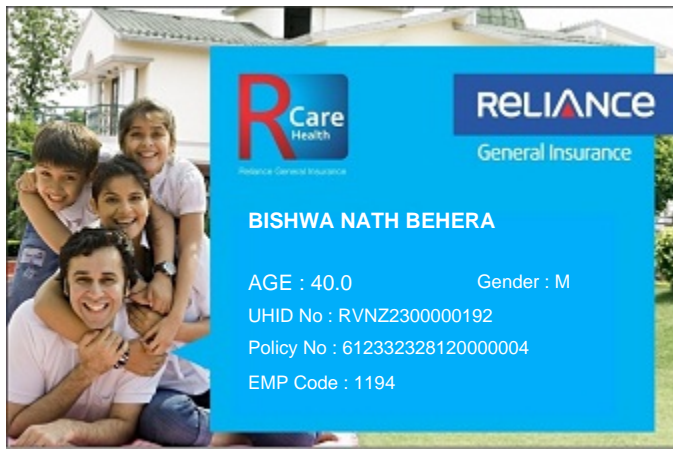 R Care
Health
Reliance General Insurance
RELIANCE
General Insurance
BISHWA NATH BEHERA
AGE : 40.0
Gender : M
UHID No : RVNZ2300000192
Policy No : 612332328120000004
EMP Code : 1194